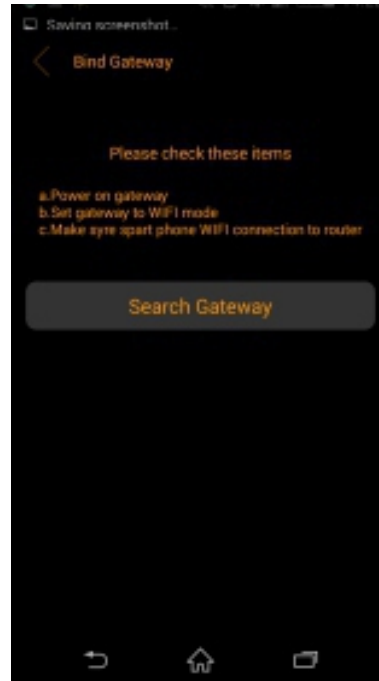 Saving screenshot...
Bind Gateway
Please check these items
a.Power on gateway
b.Set gateway to WIFI mode
c.Make syre spart phone WIFI connection to router
Search Gateway